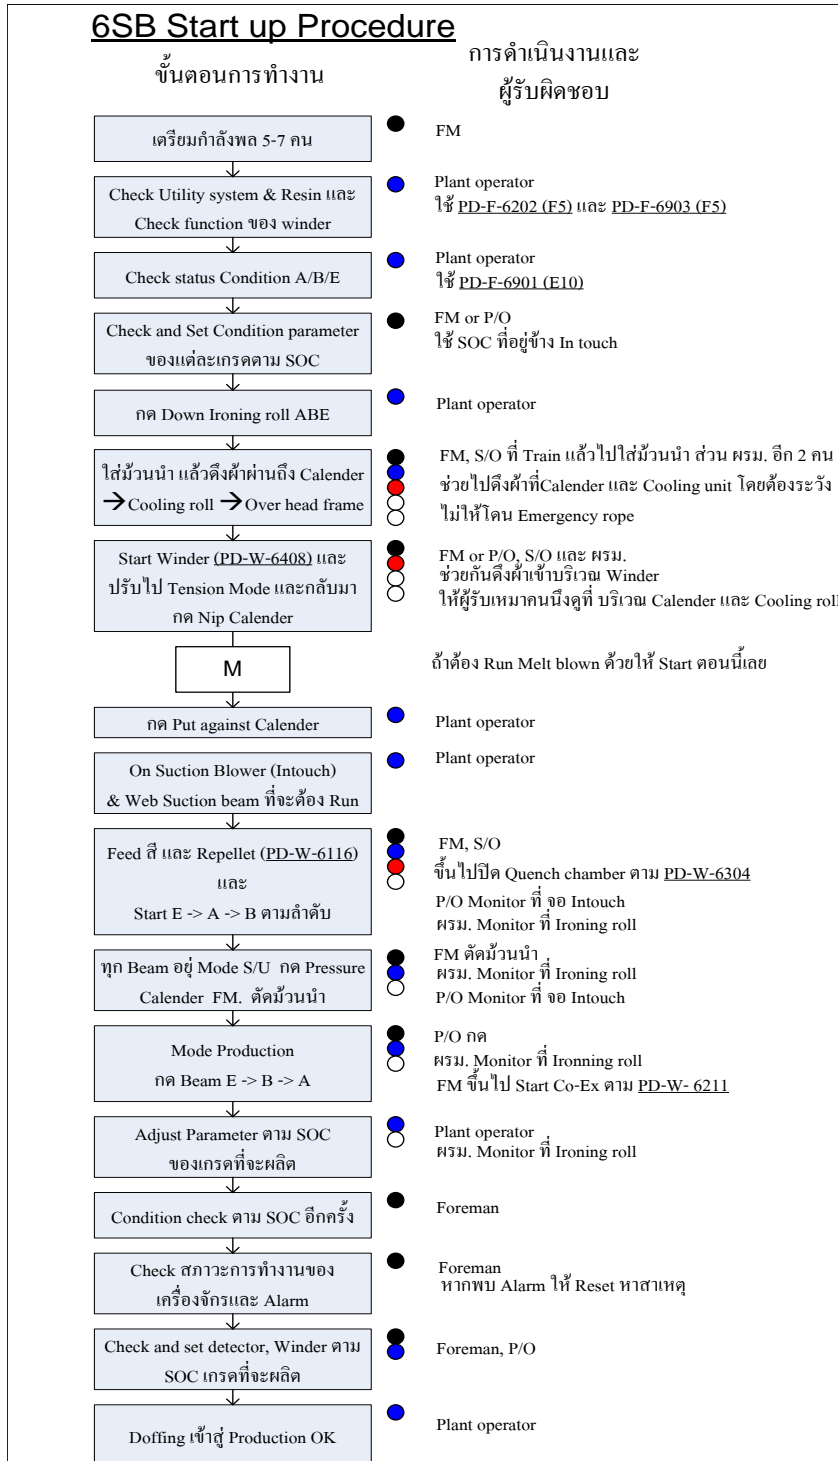 6SB Start up Procedure
ขั้นตอนการทำงาน
การดำเนินงานและ
ผู้รับผิดชอบ
เตรียมกำลังพล 5-7 คน
FM
Check Utility system & Resin และ
Check function ของ winder
Plant operator
ใช้ PD-F-6202 (F5) และ PD-F-6903 (F5)
Check status Condition A/B/E
Plant operator
ใช้ PD-F-6901 (E10)
Check and Set Condition parameter
ของแต่ละเกรดตาม SOC
FM or P/O
ใช้ SOC ที่อยู่ข้าง In touch
กด Down Ironing roll ABE
Plant operator
ใส่ม้วนนำ แล้วดึงผ้าผ่านถึง Calender
→Cooling roll →Over head frame
FM, S/O ที่ Train แล้วไปใส่ม้วนนำ ส่วน ผรม. อีก 2 คน
ช่วยไปดึงผ้าที่Calender และ Cooling unit โดยต้องระวัง
ไม่ให้โดน Emergency rope
Start Winder (PD-W-6408) และ
ปรับไป Tension Mode และกลับมา
กด Nip Calender
FM or P/O, S/O และ ผรม.
ช่วยกันดึงผ้าเข้าบริเวณ Winder
ให้ผู้รับเหมาคนนึงดูที่ บริเวณ Calender และ Cooling roll
M
ถ้าต้อง Run Melt blown ด้วยให้ Start ตอนนี้เลย
กด Put against Calender
Plant operator
On Suction Blower (Intouch)
& Web Suction beam ที่จะต้อง Run
Plant operator
Feed สี และ Repellet (PD-W-6116)
และ
Start E -> A -> B ตามลำดับ
FM, S/O
ขึ้นไปปิด Quench chamber ตาม PD-W-6304
P/O Monitor ที่ จอ Intouch
ผรม. Monitor ที่ Ironing roll
ทุก Beam อยู่ Mode S/U กด Pressure
Calender FM. ตัดม้วนนำ
FM ตัดม้วนนำ
ผรม. Monitor ที่ Ironing roll
P/O Monitor ที่ จอ Intouch
Mode Production
กด Beam E -> B -> A
P/O กด
ผรม. Monitor ที่ Ironning roll
FM ขึ้นไป Start Co-Ex ตาม PD-W- 6211
Adjust Parameter ตาม SOC
ของเกรดที่จะผลิต
Plant operator
ผรม. Monitor ที่ Ironing roll
Condition check ตาม SOC อีกครั้ง
Foreman
Check สภาวะการทำงานของ
เครื่องจักรและ Alarm
Foreman
หากพบ Alarm ให้ Reset หาสาเหตุ
Check and set detector, Winder ตาม
SOC เกรดที่จะผลิต
Foreman, P/O
Doffing เข้าสู่ Production OK
Plant operator